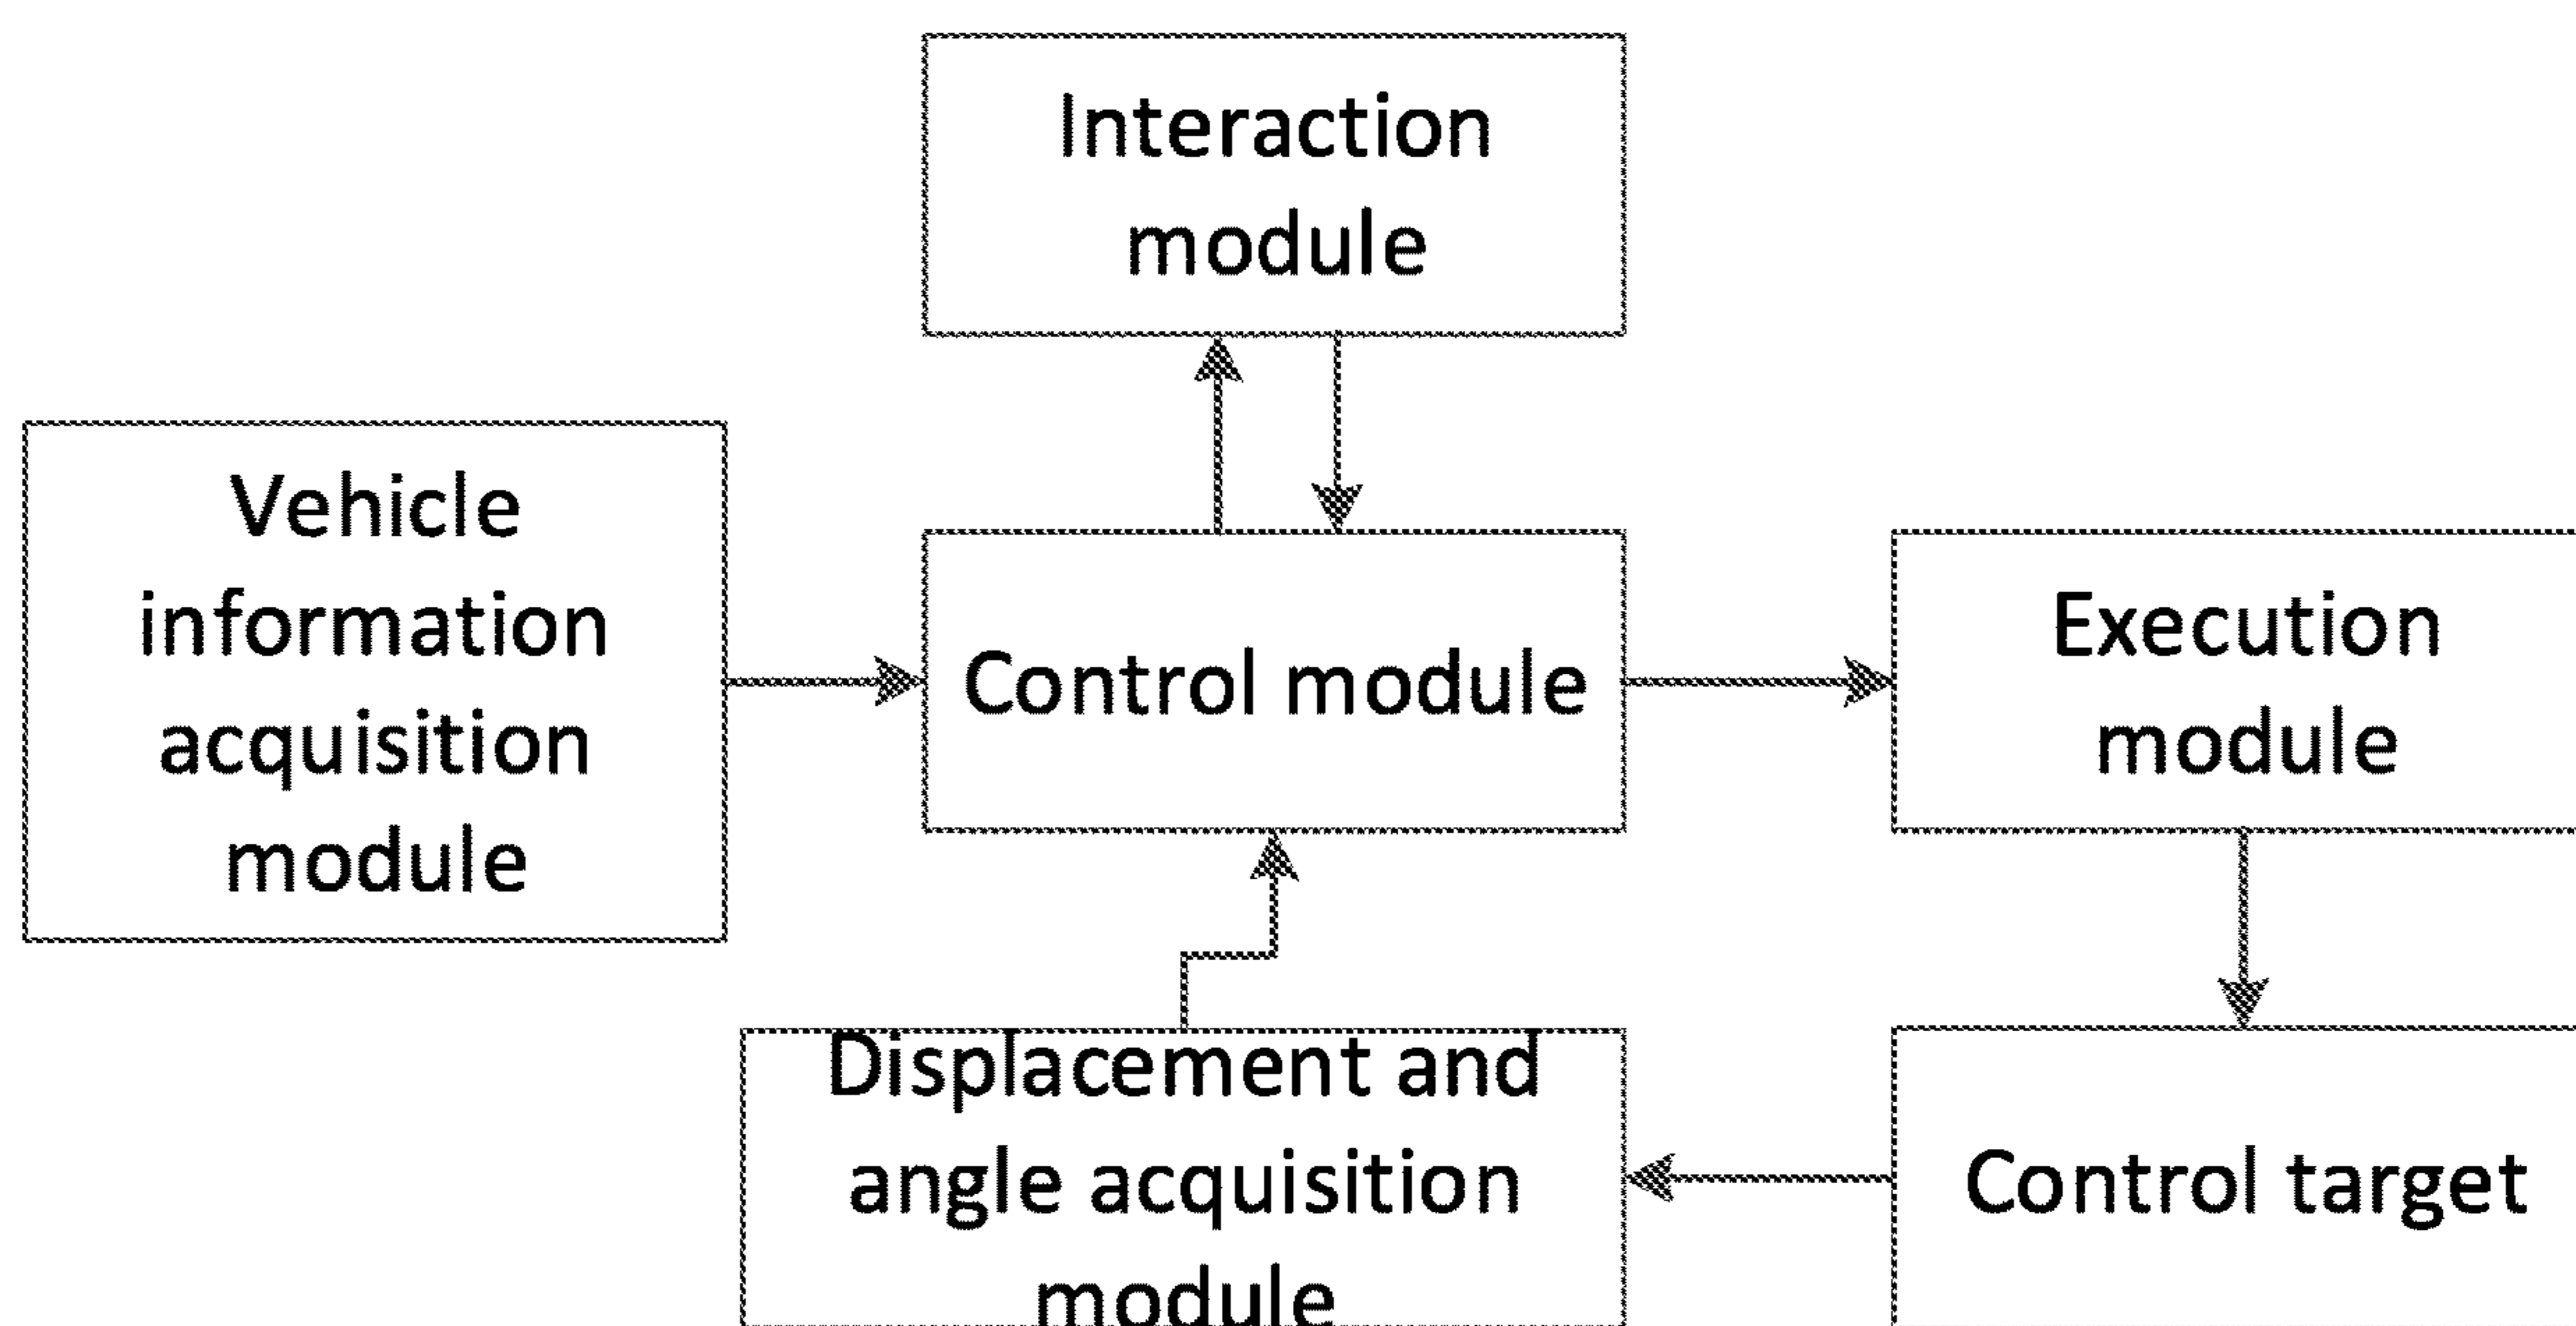 Interaction
module
Vehicle
information
acquisition
module
Control module
Execution
module
Displacement and
angle acquisition
module
Control target